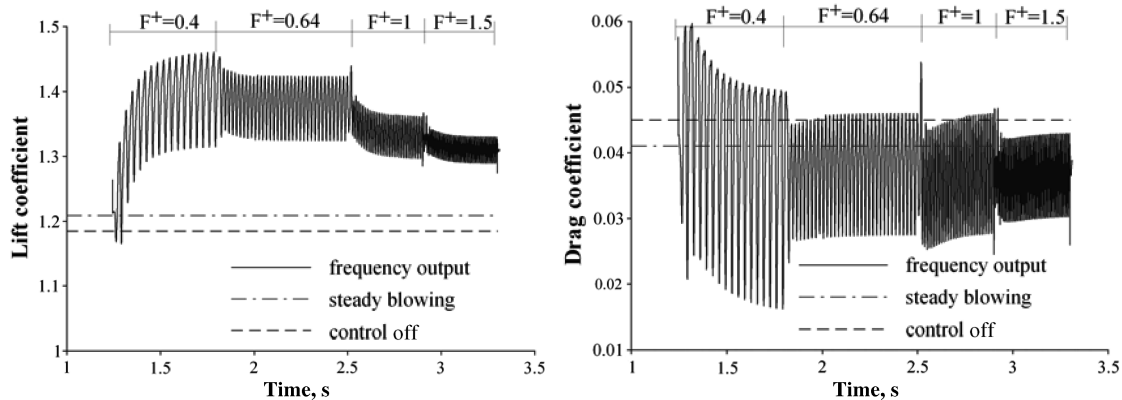 F⁺=0.4 F⁺=0.64 F⁺=1 F⁺=1.5
1.5
1.4
1.3
1.2
1.1
1
Lift coefficient
frequency output
steady blowing
control off
1 1.5 2 2.5 3 3.5
Time, s
F⁺=0.4 F⁺=0.64 F⁺=1 F⁺=1.5
0.06
0.05
0.04
0.03
0.02
0.01
Drag coefficient
frequency output
steady blowing
control off
1 1.5 2 2.5 3 3.5
Time, s